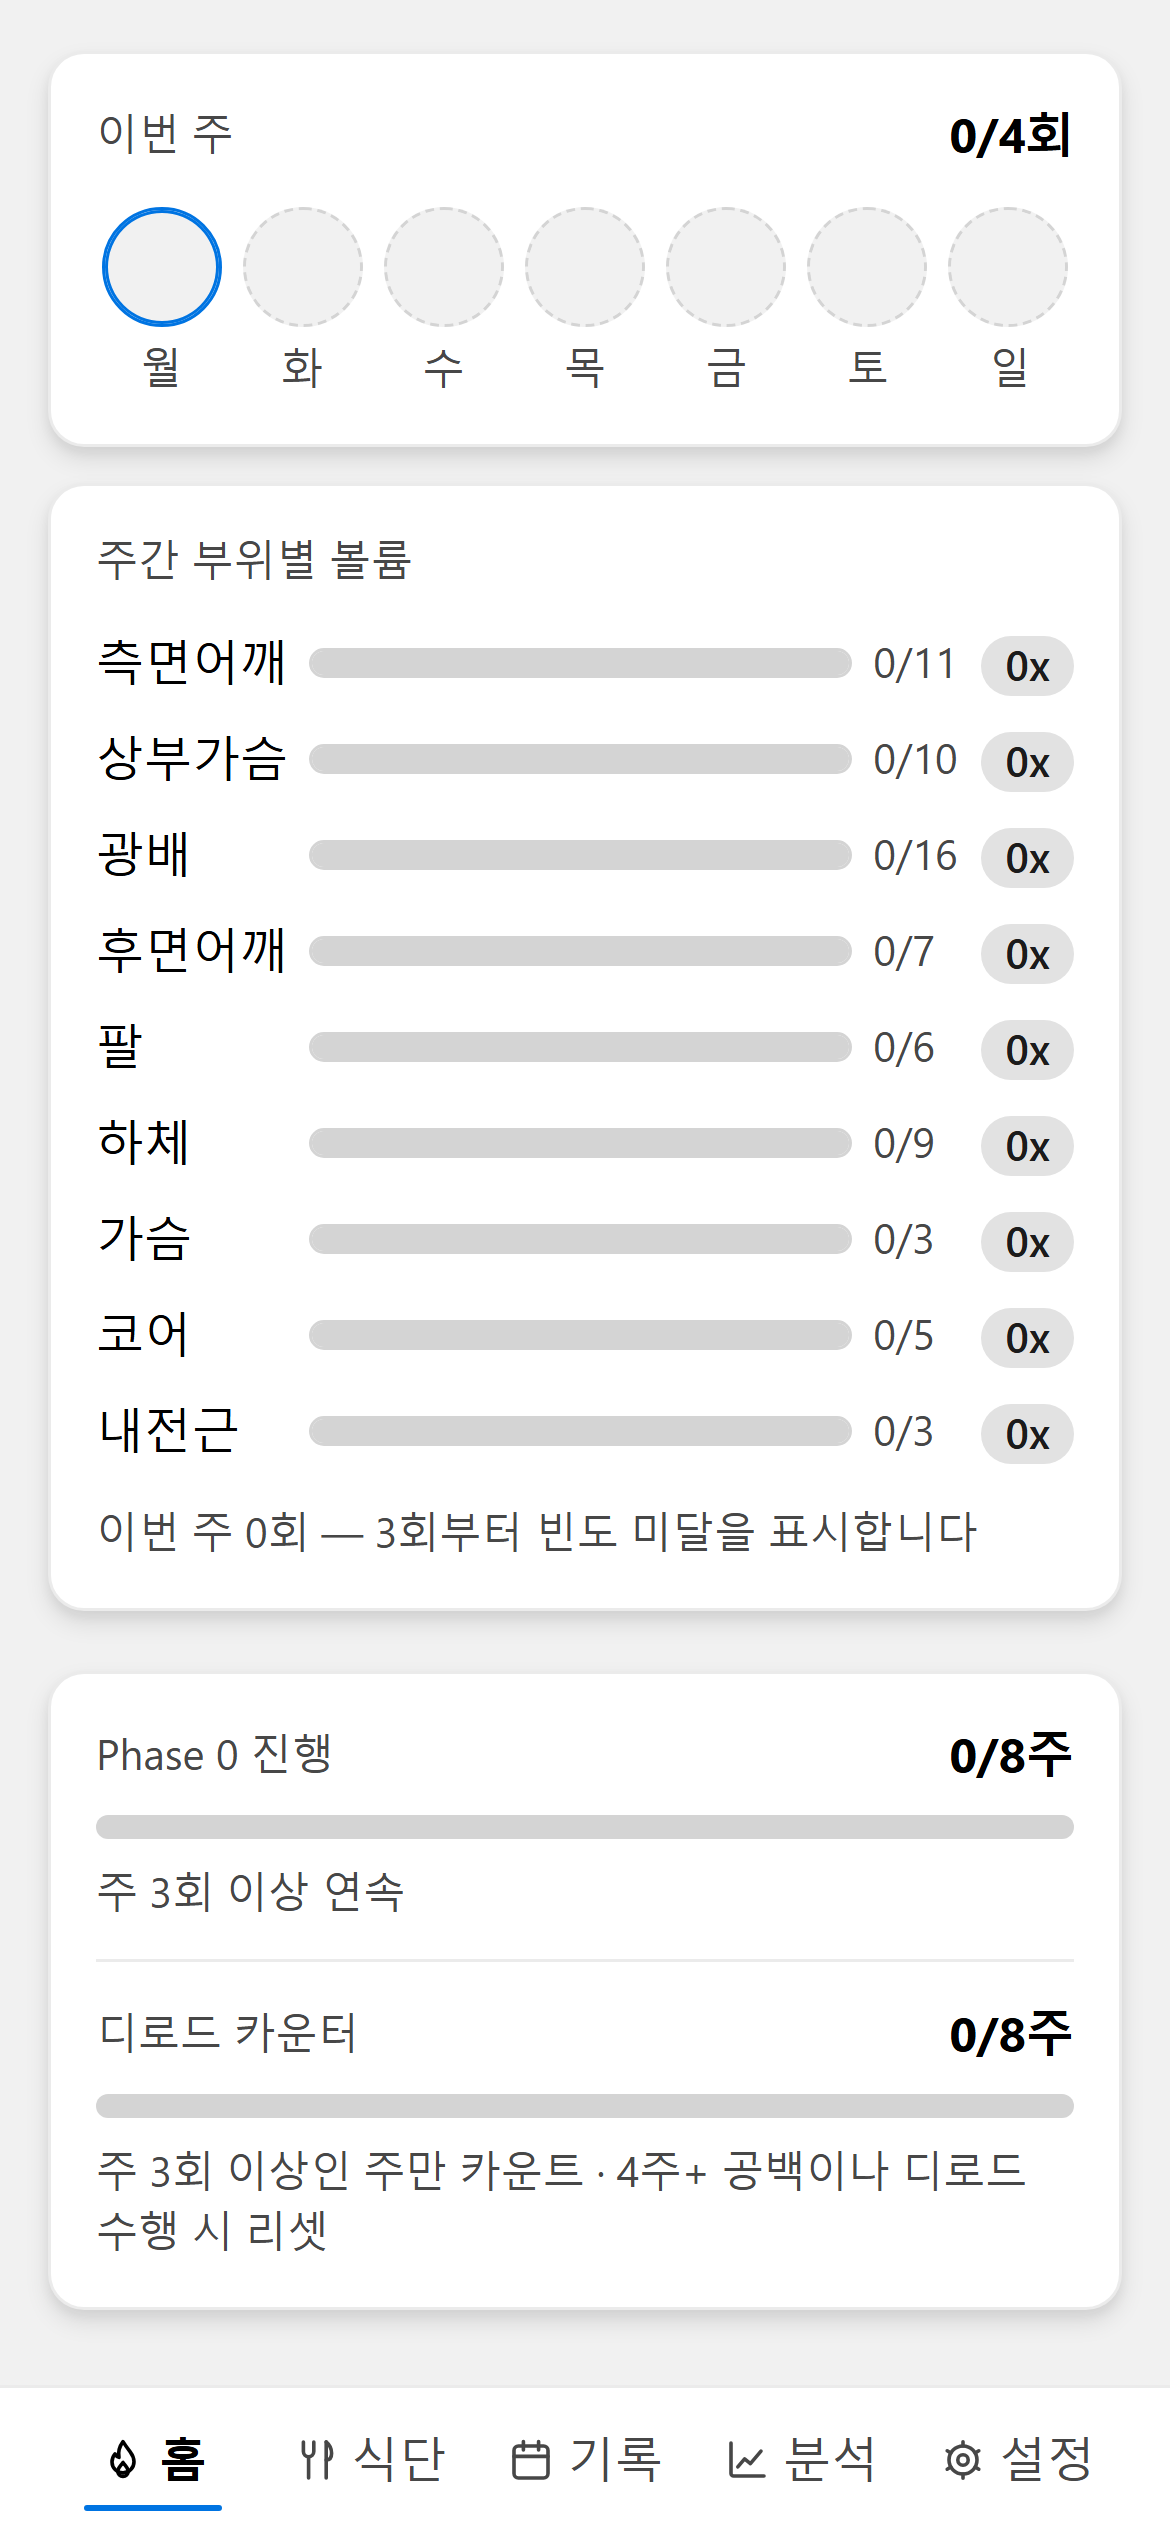 이번 주 0/4회
월 화 수 목 금 토 일
주간 부위별 볼륨
측면어깨 0/11 0x
상부가슴 0/10 0x
광배 0/16 0x
후면어깨 0/7 0x
팔 0/6 0x
하체 0/9 0x
가슴 0/3 0x
코어 0/5 0x
내전근 0/3 0x
이번 주 0회 — 3회부터 빈도 미달을 표시합니다
Phase 0 진행 0/8주
주 3회 이상 연속
디로드 카운터 0/8주
주 3회 이상인 주만 카운트 · 4주+ 공백이나 디로드
수행 시 리셋
홈 식단 기록 분석 설정